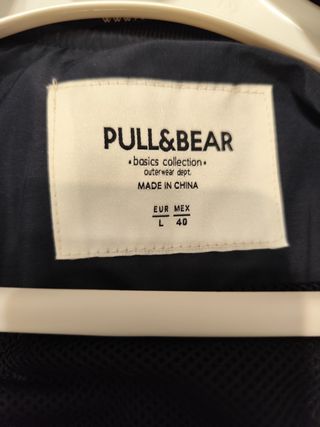 PULL&BEAR
•basics collection•
outerwear dept.
MADE IN CHINA
EUR MEX
L 40